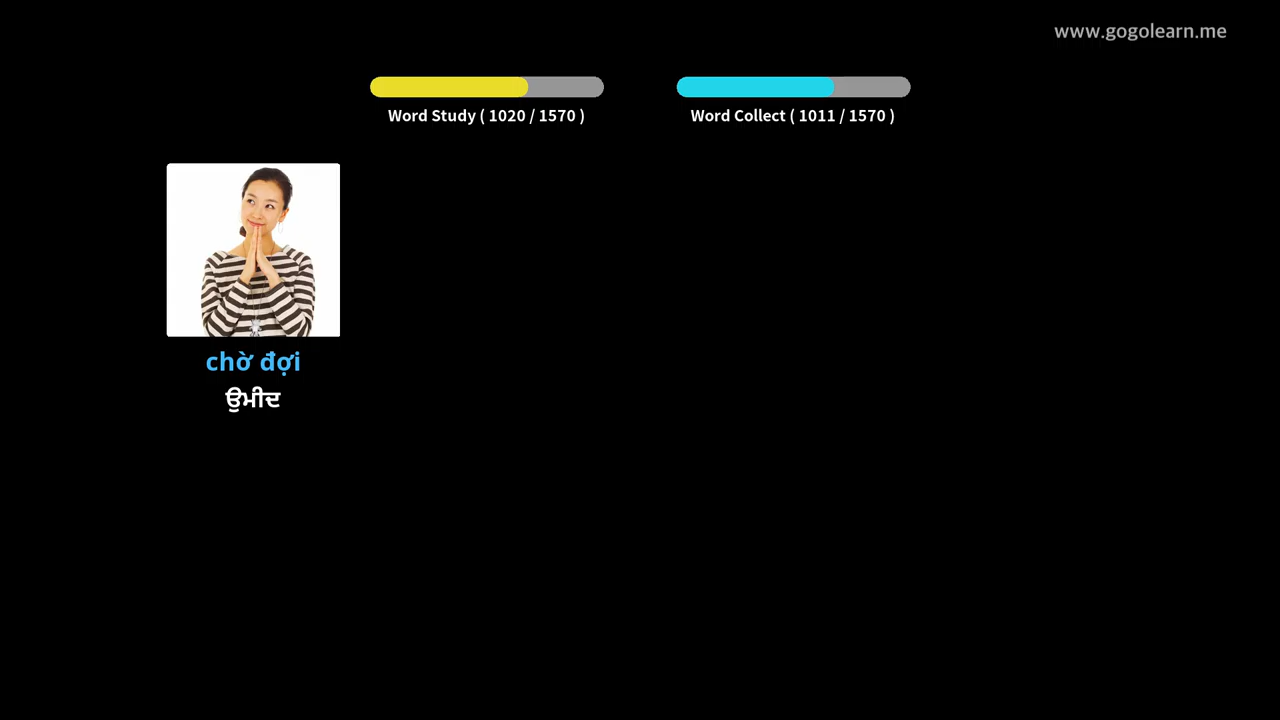 www.gogolearn.me
Word Study ( 1020 / 1570 )
Word Collect ( 1011 / 1570 )
chờ đợi
ਉਮੀਦ